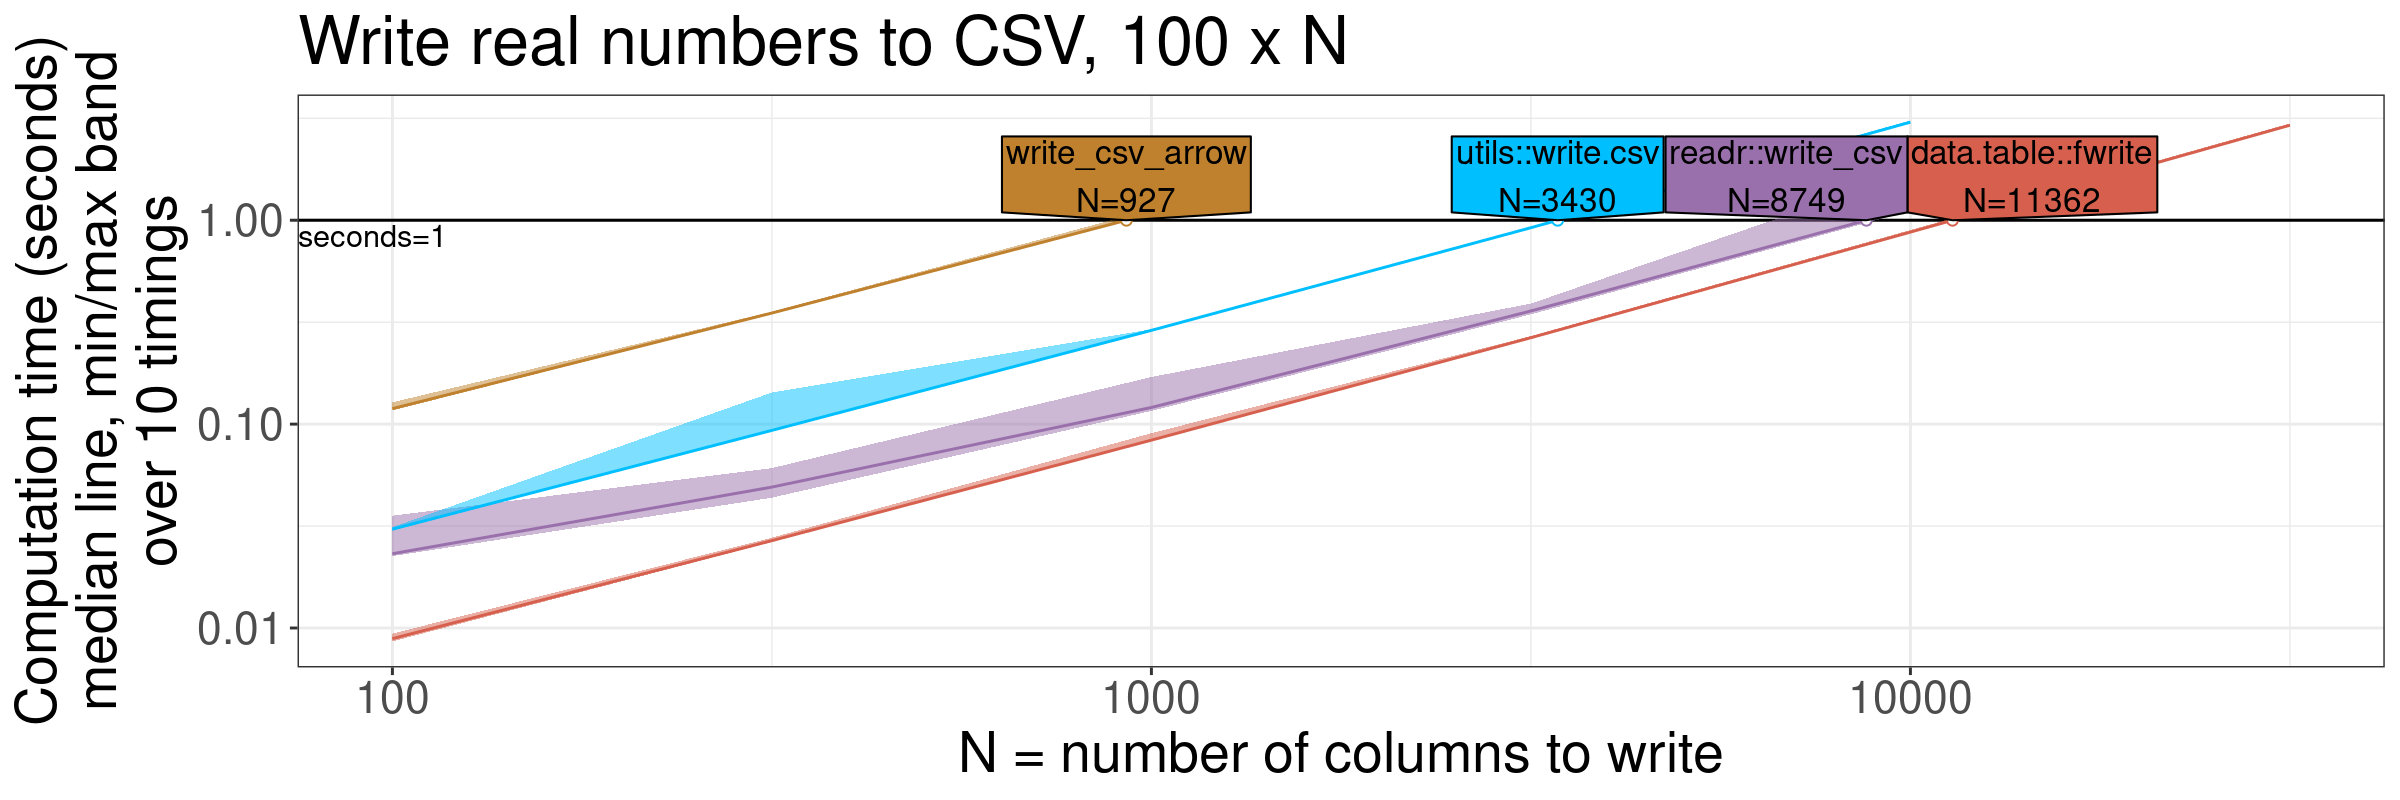 Write real numbers to CSV, 100 x N
Computation time (seconds)
median line, min/max band
over 10 timings
1.00
0.10
0.01
seconds=1
write_csv_arrow
N=927
utils::write.csv
N=3430
readr::write_csv
N=8749
data.table::fwrite
N=11362
100
1000
10000
N = number of columns to write